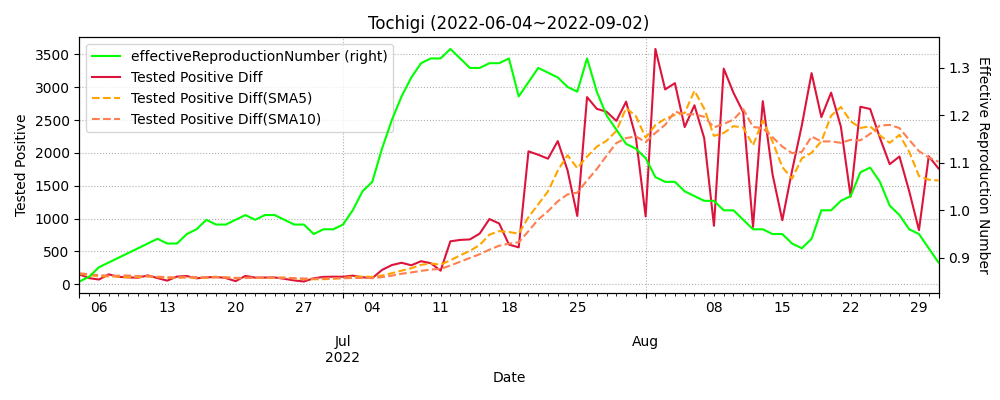 Tochigi (2022-06-04~2022-09-02)
effectiveReproductionNumber (right)
Tested Positive Diff
Tested Positive Diff(SMA5)
Tested Positive Diff(SMA10)
Tested Positive
3500
3000
2500
2000
1500
1000
500
0
1.3
1.2
1.1
1.0
0.9
Effective Reproduction Number
06 13 20 27 04 11 18 25 08 15 22 29
Jul Aug
2022
Date